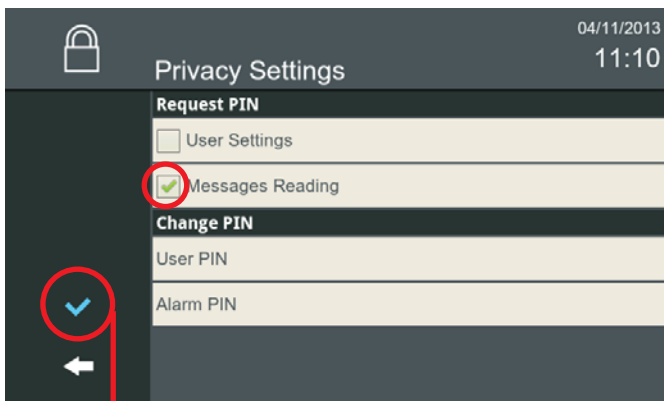 04/11/2013
11:10
Privacy Settings
Request PIN
User Settings
Messages Reading
Change PIN
User PIN
Alarm PIN